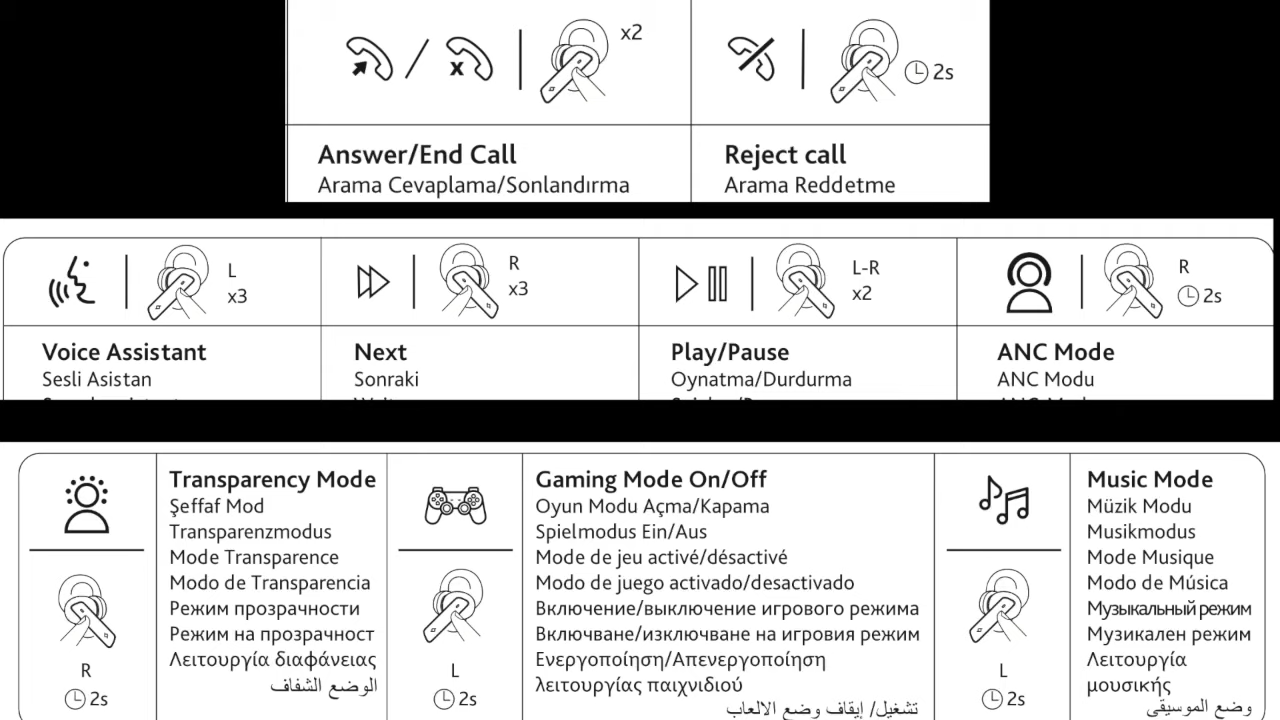 x2
2s
Answer/End Call
Arama Cevaplama/Sonlandırma
Reject call
Arama Reddetme
L
x3
R
x3
L-R
x2
R
2s
Voice Assistant
Sesli Asistan
Next
Sonraki
Play/Pause
Oynatma/Durdurma
ANC Mode
ANC Modu
Transparency Mode
Şeffaf Mod
Transparenzmodus
Mode Transparence
Modo de Transparencia
Режим прозрачности
Режим на прозрачност
Λειτουργία διαφάνειας
الوضع الشفاف
R
2s
Gaming Mode On/Off
Oyun Modu Açma/Kapama
Spielmodus Ein/Aus
Mode de jeu activé/désactivé
Modo de juego activado/desactivado
Включение/выключение игрового режима
Включване/изключване на игровия режим
Ενεργοποίηση/Απενεργοποίηση
λειτουργίας παιχνιδιού
تشغيل/ إيقاف وضع الالعاب
L
2s
Music Mode
Müzik Modu
Musikmodus
Mode Musique
Modo de Música
Музыкальный режим
Музикален режим
Λειτουργία
μουσικής
وضع الموسيقى
L
2s